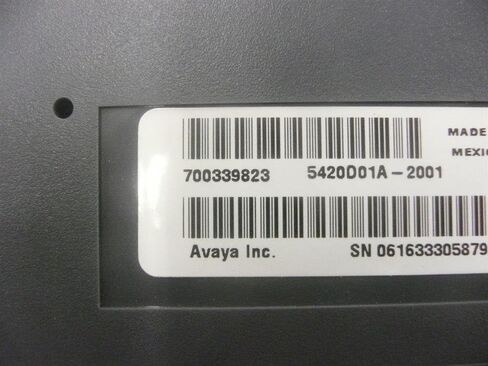 MADE
MEXIC
700339823 5420D01A-2001
Avaya Inc. SN 061633305879